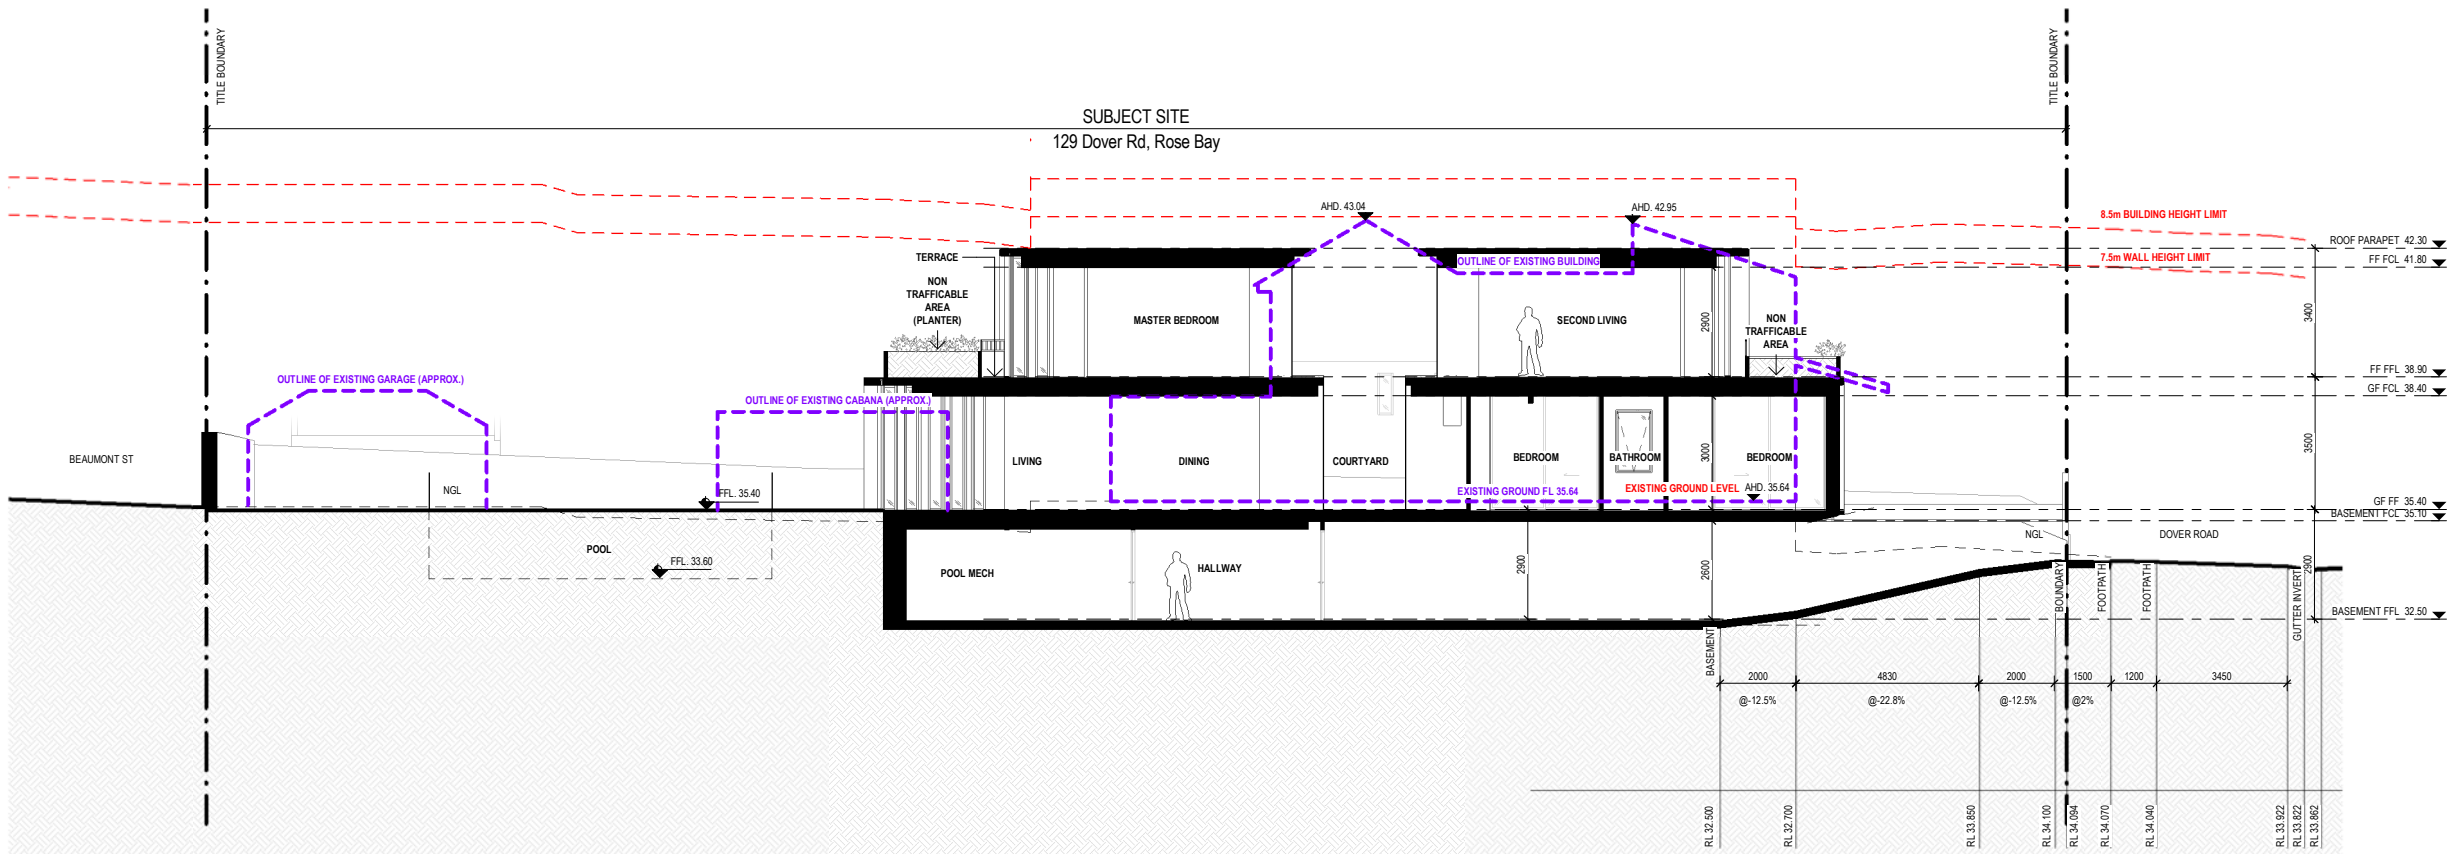 TITLE BOUNDARY
TITLE BOUNDARY
SUBJECT SITE
129 Dover Rd, Rose Bay
AHD. 43.04
AHD. 42.95
8.5m BUILDING HEIGHT LIMIT
ROOF PARAPET 42.30
7.5m WALL HEIGHT LIMIT
FF FCL 41.80
TERRACE
OUTLINE OF EXISTING BUILDING
NON
TRAFFICABLE
AREA
(PLANTER)
MASTER BEDROOM
SECOND LIVING
2900
NON
TRAFFICABLE
AREA
3400
FF FFL 38.90
GF FCL 38.40
OUTLINE OF EXISTING GARAGE (APPROX.)
OUTLINE OF EXISTING CABANA (APPROX.)
BEAUMONT ST
LIVING
DINING
COURTYARD
BEDROOM
BATHROOM
3000
BEDROOM
3500
NGL
FFL. 35.40
EXISTING GROUND FL 35.64
EXISTING GROUND LEVEL
AHD. 35.64
GF FF 35.40
BASEMENT FCL 35.10
POOL
FFL. 33.60
NGL
DOVER ROAD
POOL MECH
HALLWAY
2900
2600
2900
BASEMENT FFL 32.50
BASEMENT
BOUNDARY
FOOTPATH
FOOTPATH
GUTTER INVERT
2000
4830
2000
1500
1200
3450
@-12.5%
@-22.8%
@-12.5%
@2%
RL 32.500
RL 32.700
RL 33.850
RL 34.100
RL 34.094
RL 34.070
RL 34.040
RL 33.922
RL 33.822
RL 33.862